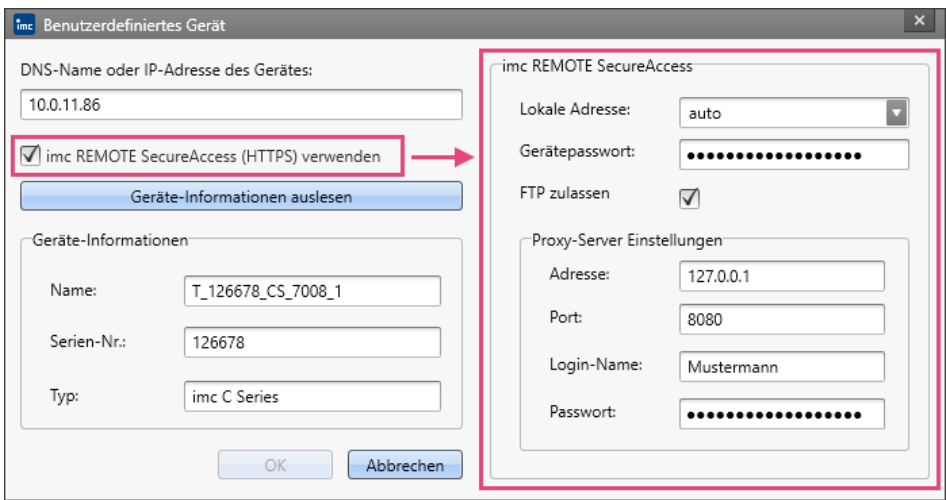 imc Benutzerdefiniertes Gerät
DNS-Name oder IP-Adresse des Gerätes:
10.0.11.86
imc REMOTE SecureAccess (HTTPS) verwenden
Geräte-Informationen auslesen
Geräte-Informationen
Name: T_126678_CS_7008_1
Serien-Nr.: 126678
Typ: imc C Series
OK Abbrechen
imc REMOTE SecureAccess
Lokale Adresse: auto
Gerätepasswort: ●●●●●●●●●●●●●●●●●●
FTP zulassen
Proxy-Server Einstellungen
Adresse: 127.0.0.1
Port: 8080
Login-Name: Mustermann
Passwort: ●●●●●●●●●●●●●●●●●●